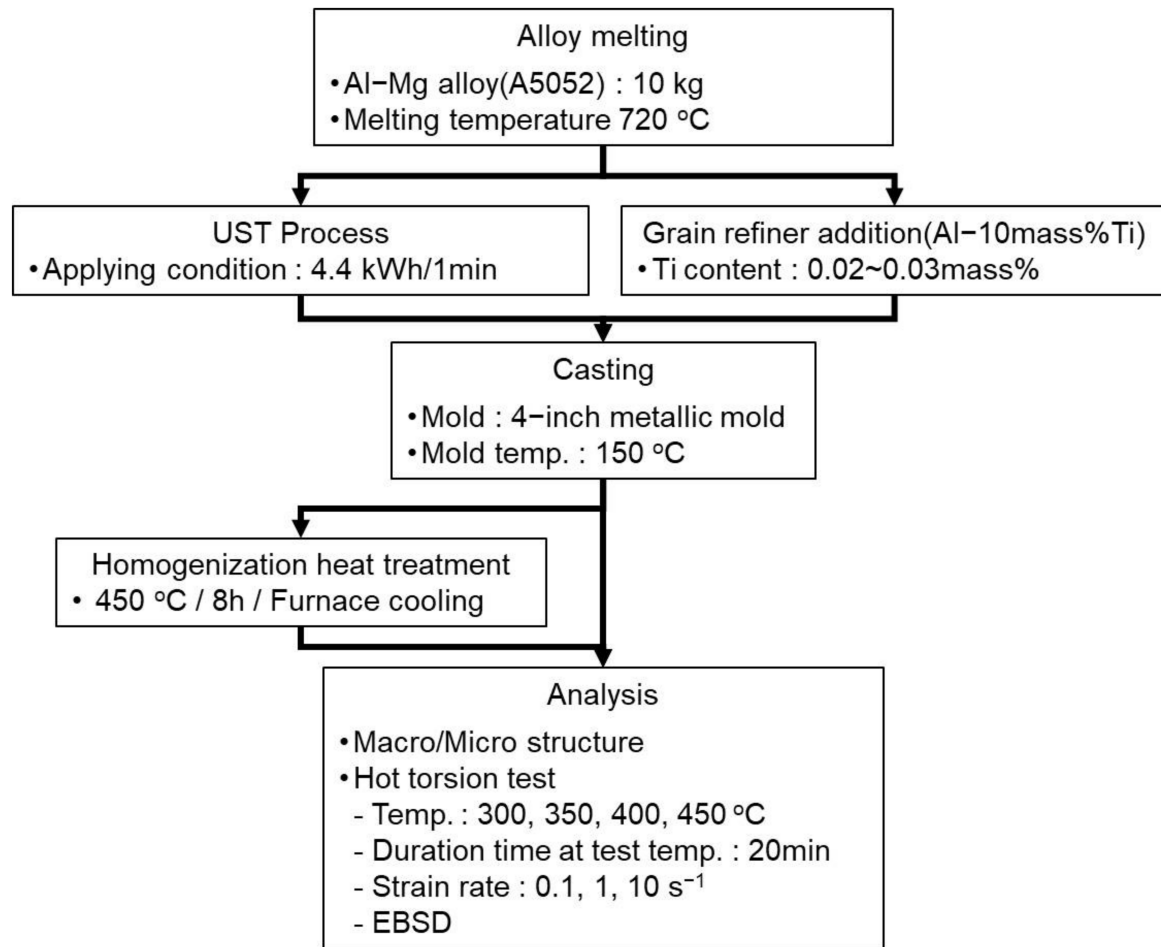 Alloy melting
•Al−Mg alloy(A5052) : 10 kg
•Melting temperature 720 °C
UST Process
•Applying condition : 4.4 kWh/1min
Grain refiner addition(Al−10mass%Ti)
•Ti content : 0.02~0.03mass%
Casting
•Mold : 4−inch metallic mold
•Mold temp. : 150 °C
Homogenization heat treatment
• 450 °C / 8h / Furnace cooling
Analysis
•Macro/Micro structure
•Hot torsion test
- Temp. : 300, 350, 400, 450 °C
- Duration time at test temp. : 20min
- Strain rate : 0.1, 1, 10 s⁻¹
- EBSD